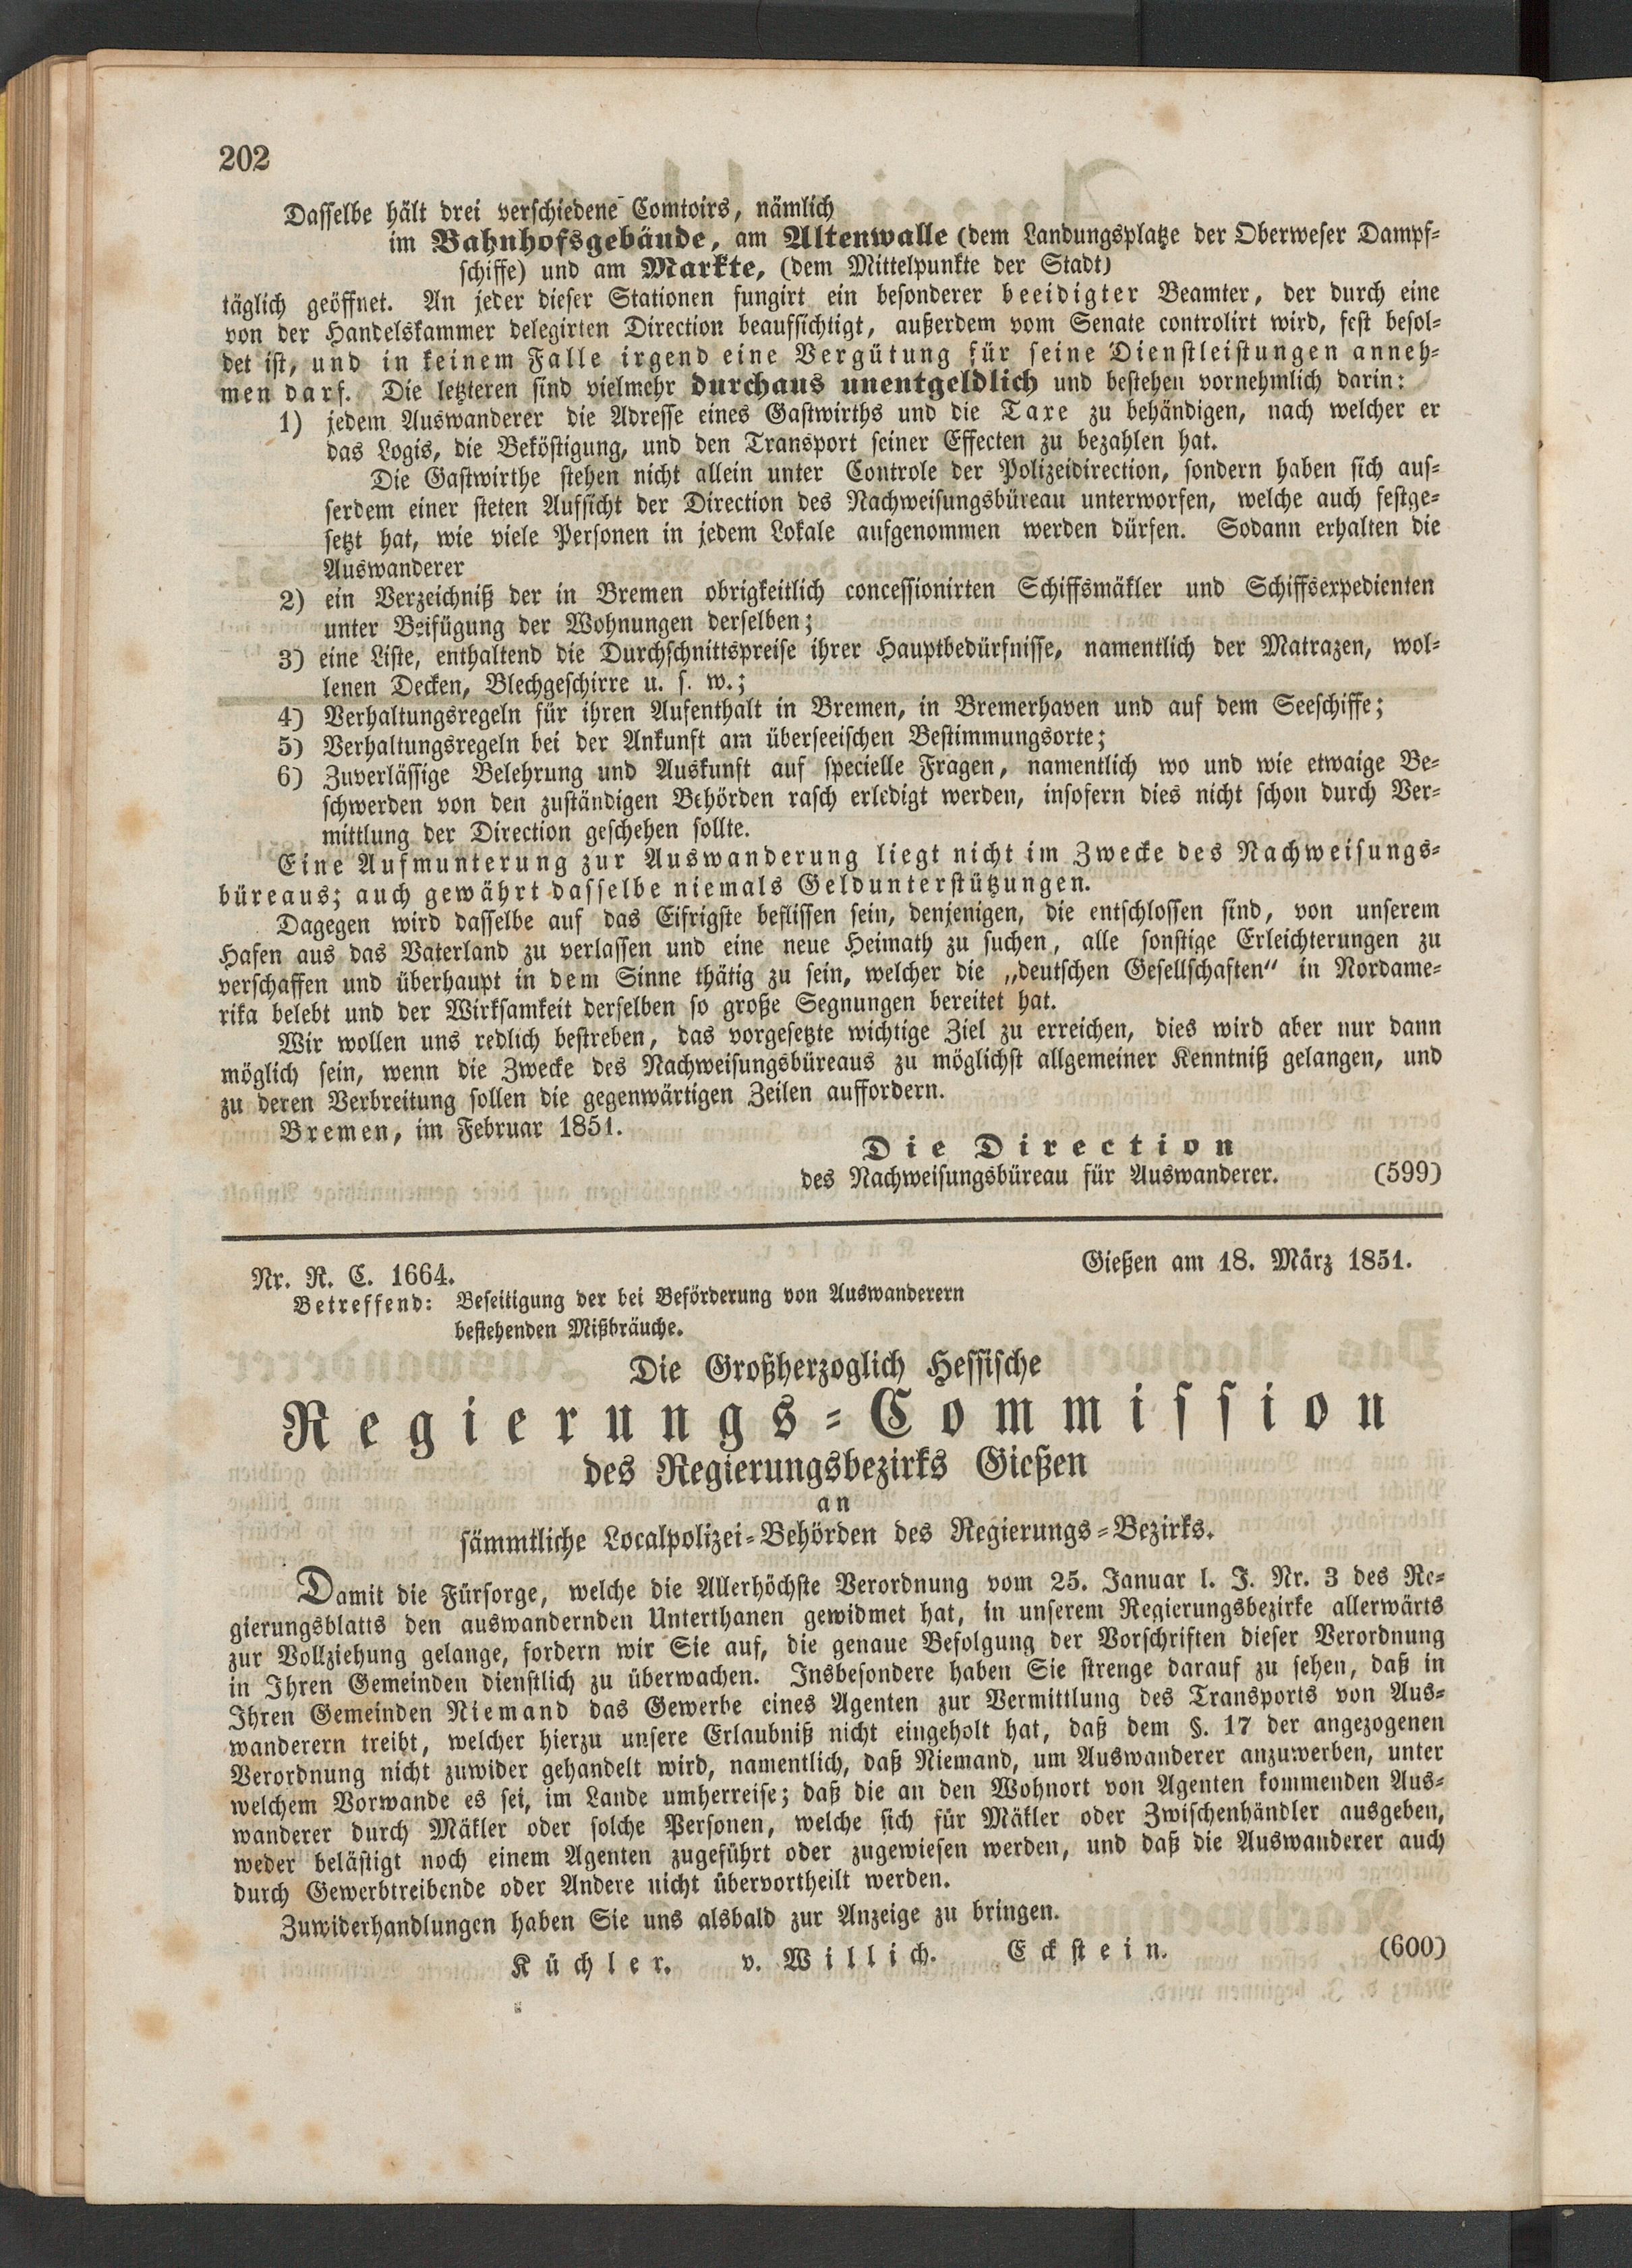 202
Dasselbe hält drei verschiedene Comtoirs, nämlich
im Bahnhofsgebäude, am Altenwalle (dem Landungsplatze der Oberweser Dampf-
schiffe) und am Markte, (dem Mittelpunkte der Stadt)
täglich geöffnet. An jeder dieser Stationen fungirt ein besonderer beeidigter Beamter, der durch eine
von der Handelskammer delegirten Direction beaufsichtigt, außerdem vom Senate controlirt wird, fest besol-
det ist, und in keinem Falle irgend eine Vergütung für seine Dienstleistungen anneh-
men darf. Die letzteren sind vielmehr durchaus unentgeldlich und bestehen vornehmlich darin:
1) jedem Auswanderer die Adresse eines Gastwirths und die Taxe zu behändigen, nach welcher er
das Logis, die Beköstigung, und den Transport seiner Effecten zu bezahlen hat.
Die Gastwirthe stehen nicht allein unter Controle der Polizeidirection, sondern haben sich aus-
serdem einer steten Aufsicht der Direction des Nachweisungsbüreau unterworfen, welche auch festge-
setzt hat, wie viele Personen in jedem Lokale aufgenommen werden dürfen. Sodann erhalten die
Auswanderer
2) ein Verzeichniß der in Bremen obrigkeitlich concessionirten Schiffsmäkler und Schiffsexpedienten
unter Beifügung der Wohnungen derselben;
3) eine Liste, enthaltend die Durchschnittspreise ihrer Hauptbedürfnisse, namentlich der Matrazen, wol-
lenen Decken, Blechgeschirre u. s. w.;
4) Verhaltungsregeln für ihren Aufenthalt in Bremen, in Bremerhaven und auf dem Seeschiffe;
5) Verhaltungsregeln bei der Ankunft am überseeischen Bestimmungsorte;
6) Zuverlässige Belehrung und Auskunft auf specielle Fragen, namentlich wo und wie etwaige Be-
schwerden von den zuständigen Behörden rasch erledigt werden, insofern dies nicht schon durch Ver-
mittlung der Direction geschehen sollte.
Eine Aufmunterung zur Auswanderung liegt nicht im Zwecke des Nachweisungs-
büreaus; auch gewährt dasselbe niemals Geldunterstützungen.
Dagegen wird dasselbe auf das Eifrigste beflissen sein, denjenigen, die entschlossen sind, von unserem
Hafen aus das Vaterland zu verlassen und eine neue Heimath zu suchen, alle sonstige Erleichterungen zu
verschaffen und überhaupt in dem Sinne thätig zu sein, welcher die „deutschen Gesellschaften“ in Nordame-
rika belebt und der Wirksamkeit derselben so große Segnungen bereitet hat.
Wir wollen uns redlich bestreben, das vorgesetzte wichtige Ziel zu erreichen, dies wird aber nur dann
möglich sein, wenn die Zwecke des Nachweisungsbüreaus zu möglichst allgemeiner Kenntniß gelangen, und
zu deren Verbreitung sollen die gegenwärtigen Zeilen auffordern.
Bremen, im Februar 1851.
Die Direction
des Nachweisungsbüreau für Auswanderer. (599)
Nr. R. C. 1664. Gießen am 18. März 1851.
Betreffend: Beseitigung der bei Beförderung von Auswanderern
bestehenden Mißbräuche.
Die Großherzoglich Hessische
Regierungs-Commission
des Regierungsbezirks Gießen
an
sämmtliche Localpolizei-Behörden des Regierungs-Bezirks.
Damit die Fürsorge, welche die Allerhöchste Verordnung vom 25. Januar l. J. Nr. 3 des Re-
gierungsblatts den auswandernden Unterthanen gewidmet hat, in unserem Regierungsbezirke allerwärts
zur Vollziehung gelange, fordern wir Sie auf, die genaue Befolgung der Vorschriften dieser Verordnung
in Ihren Gemeinden dienstlich zu überwachen. Insbesondere haben Sie strenge darauf zu sehen, daß in
Ihren Gemeinden Niemand das Gewerbe eines Agenten zur Vermittlung des Transports von Aus-
wanderern treibt, welcher hierzu unsere Erlaubniß nicht eingeholt hat, daß dem §. 17 der angezogenen
Verordnung nicht zuwider gehandelt wird, namentlich, daß Niemand, um Auswanderer anzuwerben, unter
welchem Vorwande es sei, im Lande umherreise; daß die an den Wohnort von Agenten kommenden Aus-
wanderer durch Mäkler oder solche Personen, welche sich für Mäkler oder Zwischenhändler ausgeben,
weder belästigt noch einem Agenten zugeführt oder zugewiesen werden, und daß die Auswanderer auch
durch Gewerbtreibende oder Andere nicht übervortheilt werden.
Zuwiderhandlungen haben Sie uns alsbald zur Anzeige zu bringen.
Küchler. v. Willich. Eckstein. (600)